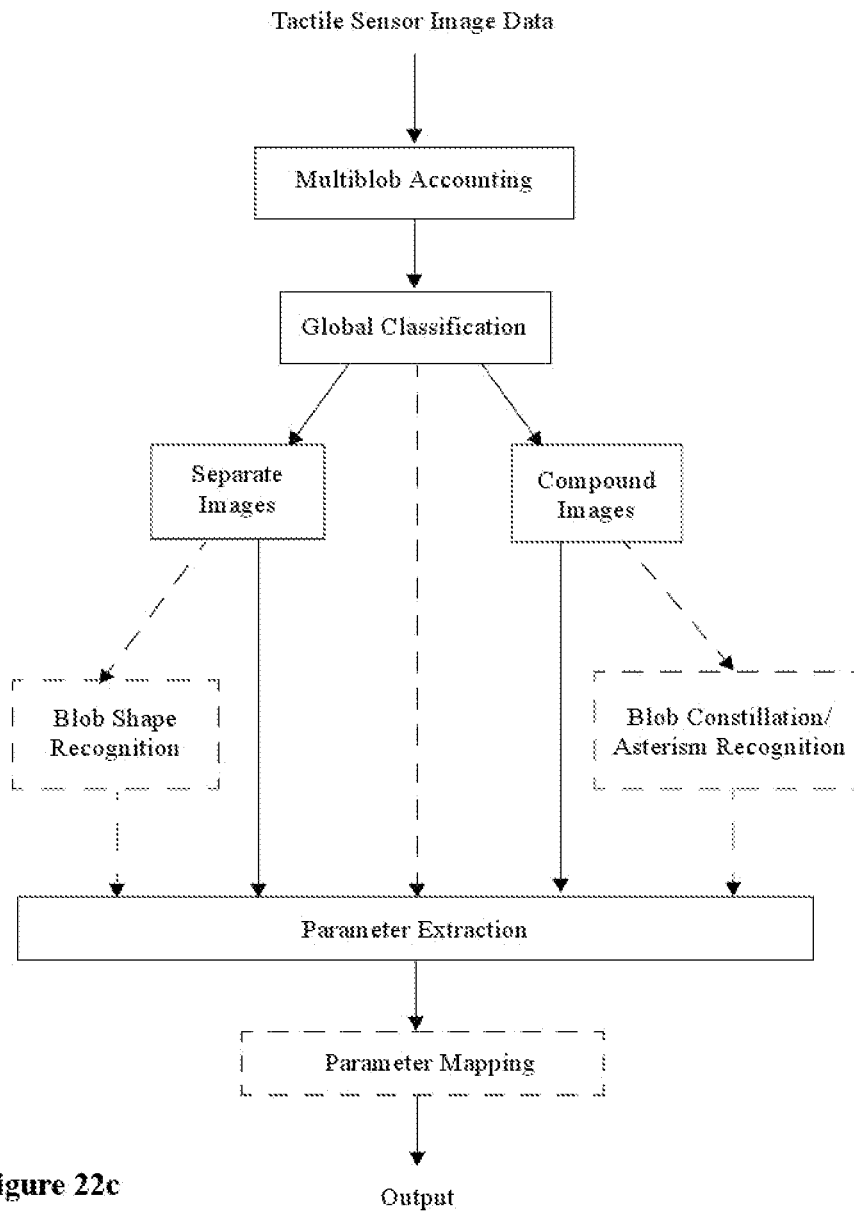 Tactile Sensor Image Data
Multiblob Accounting
Global Classification
Separate
Images
Compound
Images
Blob Shape
Recognition
Blob Constillation/
Asterism Recognition
Parameter Extraction
Parameter Mapping
igure 22c
Output